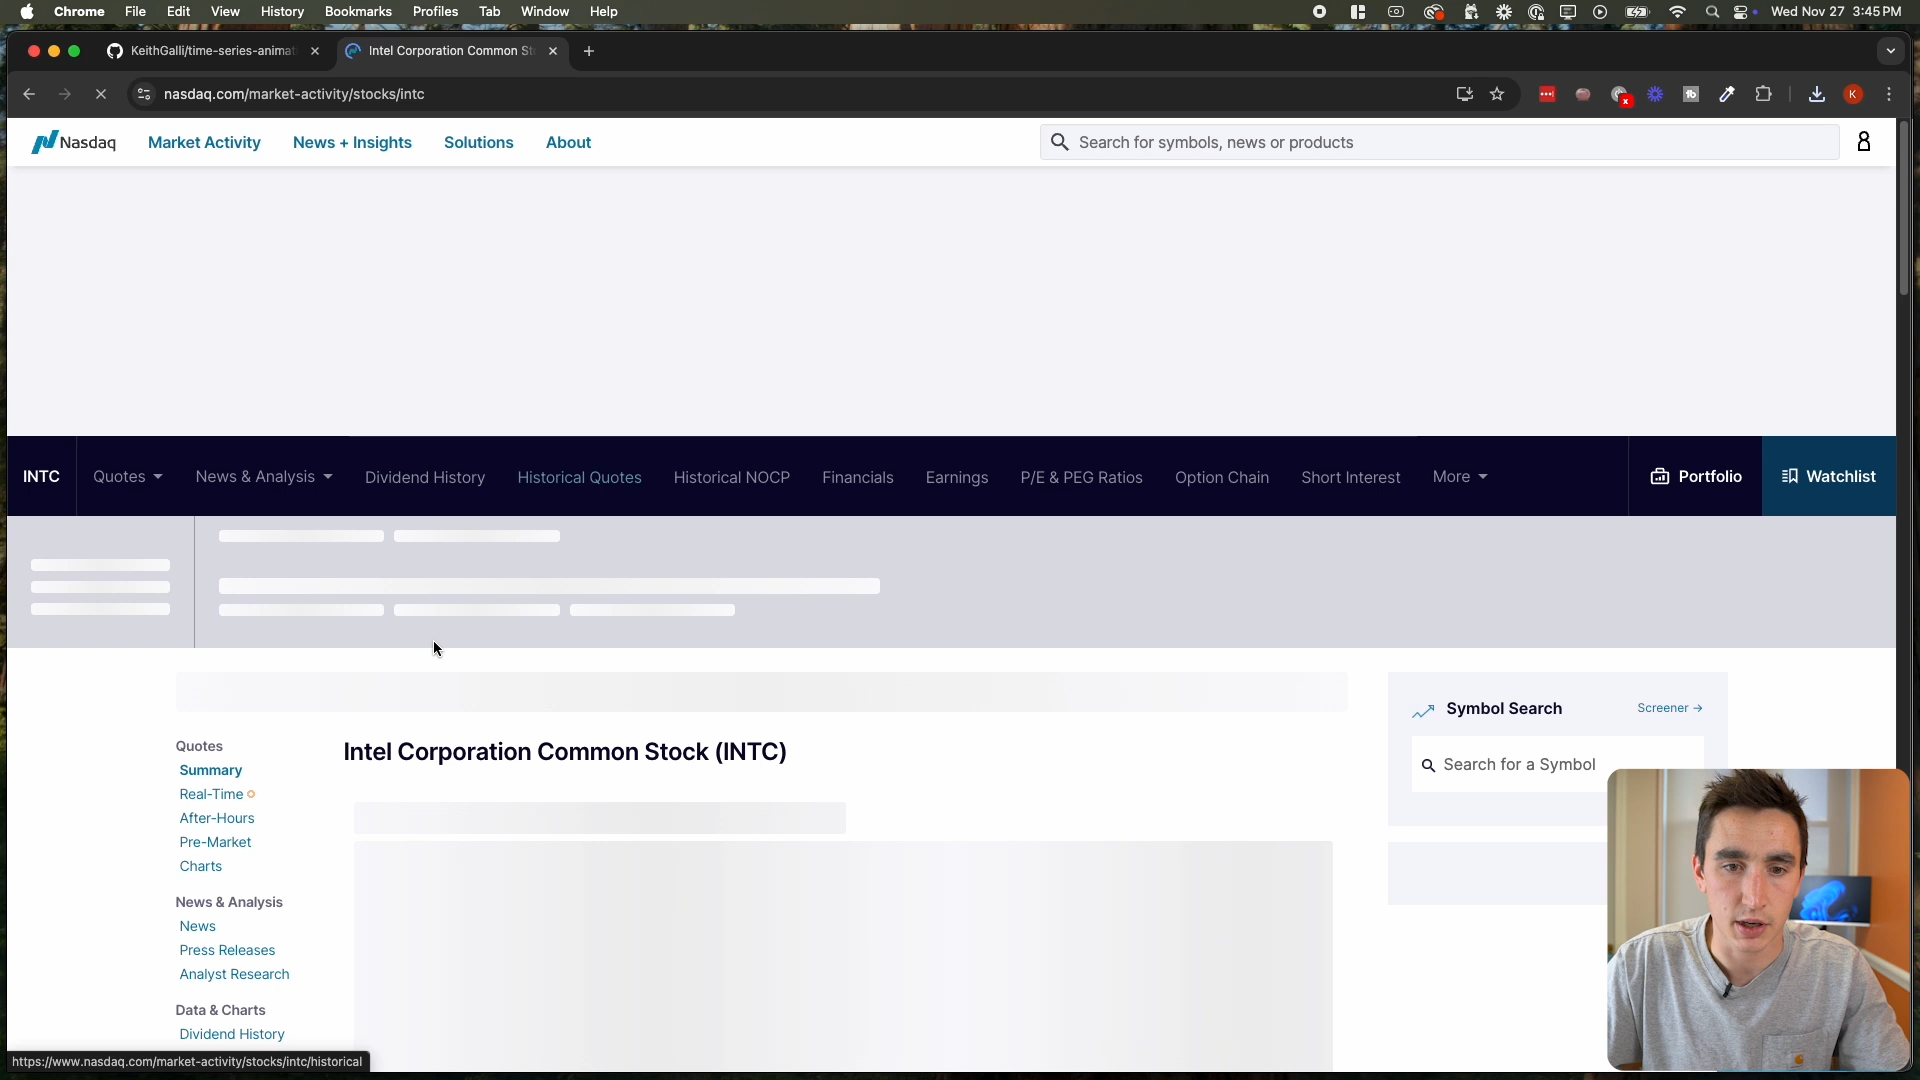 Chrome File Edit View History Bookmarks Profiles Tab Window Help
Wed Nov 27 3:45 PM
KeithGalli/time-series-animat
Intel Corporation Common St
nasdaq.com/market-activity/stocks/intc
K
Nasdaq
Market Activity
News + Insights
Solutions
About
Search for symbols, news or products
INTC
Quotes
News & Analysis
Dividend History
Historical Quotes
Historical NOCP
Financials
Earnings
P/E & PEG Ratios
Option Chain
Short Interest
More
Portfolio
Watchlist
Symbol Search
Screener →
Search for a Symbol
Intel Corporation Common Stock (INTC)
Quotes
Summary
Real-Time
After-Hours
Pre-Market
Charts
News & Analysis
News
Press Releases
Analyst Research
Data & Charts
Dividend History
https://www.nasdaq.com/market-activity/stocks/intc/historical